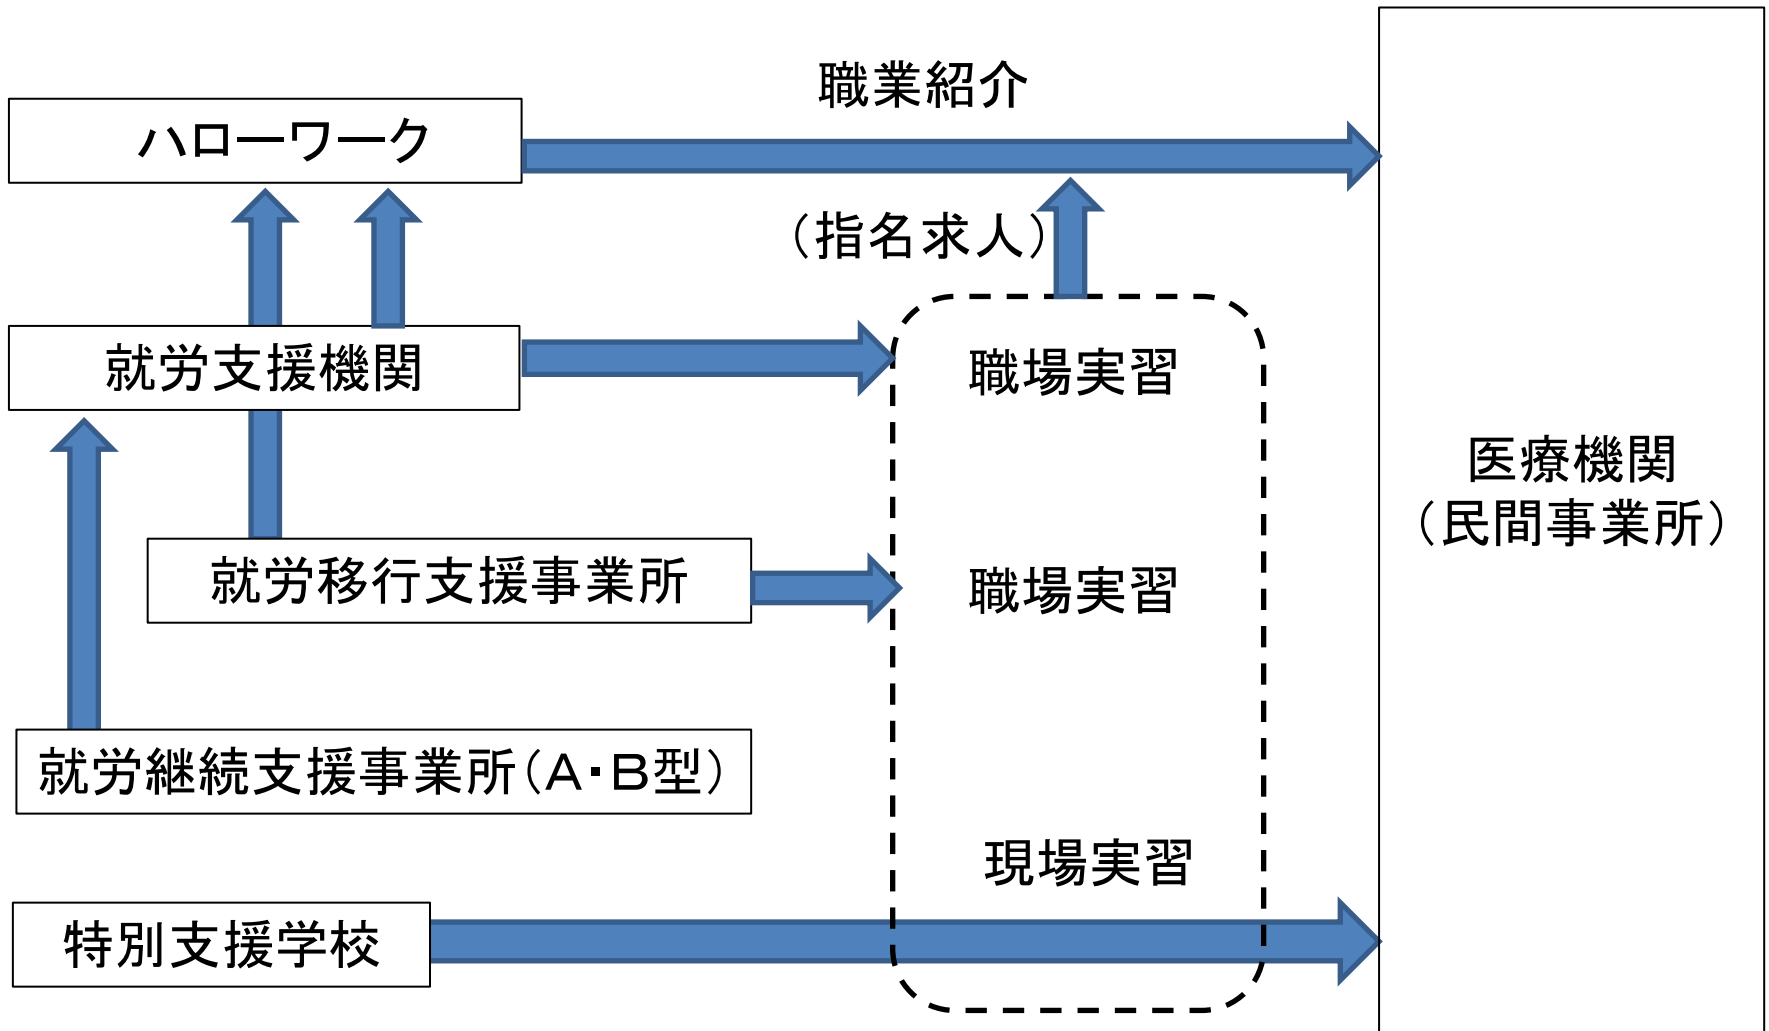 職業紹介
ハローワーク
（指名求人）
就労支援機関
職場実習
医療機関
（民間事業所）
就労移行支援事業所
職場実習
就労継続支援事業所（A・B型）
現場実習
特別支援学校